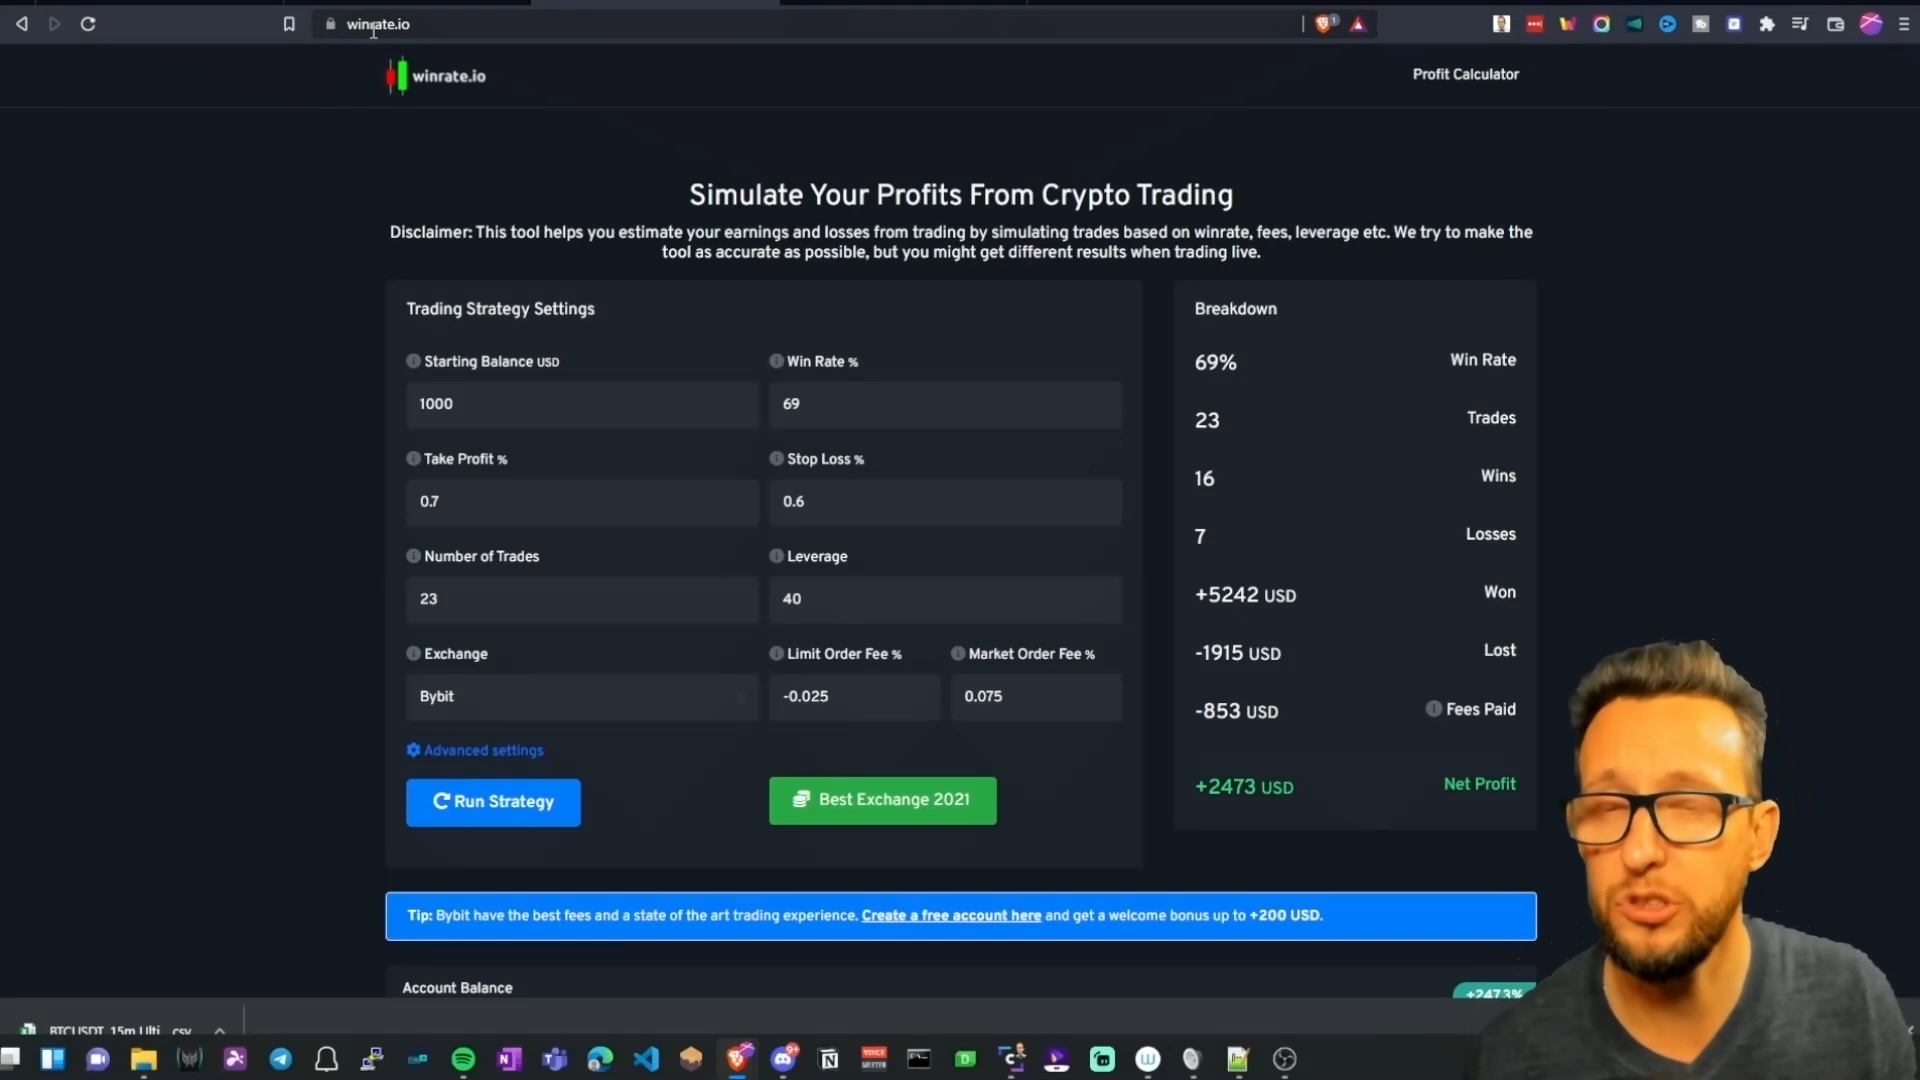 winrate.io
winrate.io
Profit Calculator
Simulate Your Profits From Crypto Trading
Disclaimer: This tool helps you estimate your earnings and losses from trading by simulating trades based on winrate, fees, leverage etc. We try to make the
tool as accurate as possible, but you might get different results when trading live.
Trading Strategy Settings
Starting Balance USD
Win Rate %
1000
69
Take Profit %
Stop Loss %
0.7
0.6
Number of Trades
Leverage
23
40
Exchange
Limit Order Fee %
Market Order Fee %
Bybit
-0.025
0.075
Advanced settings
Run Strategy
Best Exchange 2021
Breakdown
69% Win Rate
23 Trades
16 Wins
7 Losses
+5242 USD Won
-1915 USD Lost
-853 USD Fees Paid
+2473 USD Net Profit
Tip: Bybit have the best fees and a state of the art trading experience. Create a free account here and get a welcome bonus up to +200 USD.
Account Balance
+247.3%
BTCUSDT_15m Ulti....csv